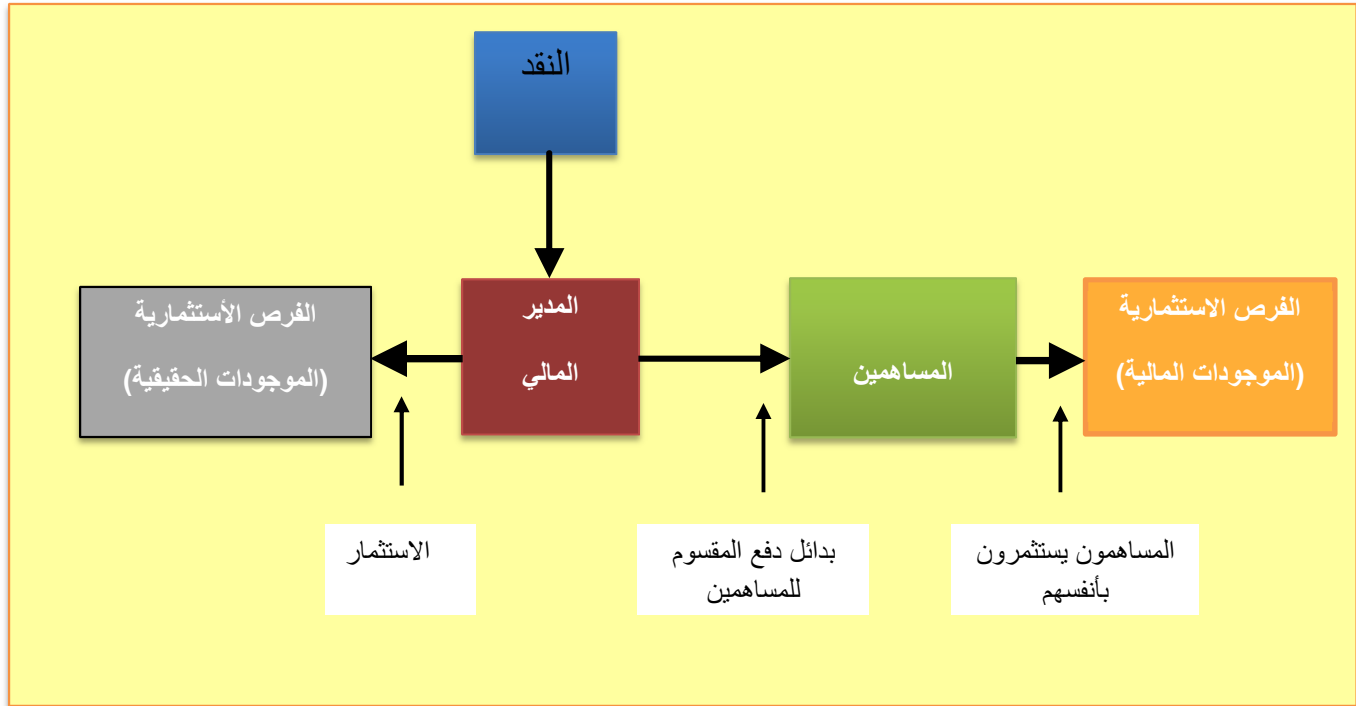 النقد
الفرص الاستثمارية
(الموجودات المالية)
المساهمين
المدير
المالي
الفرص الأستثمارية
(الموجودات الحقيقية)
المساهمون يستثمرون
بأنفسهم
بدائل دفع المقسوم
للمساهمين
الاستثمار